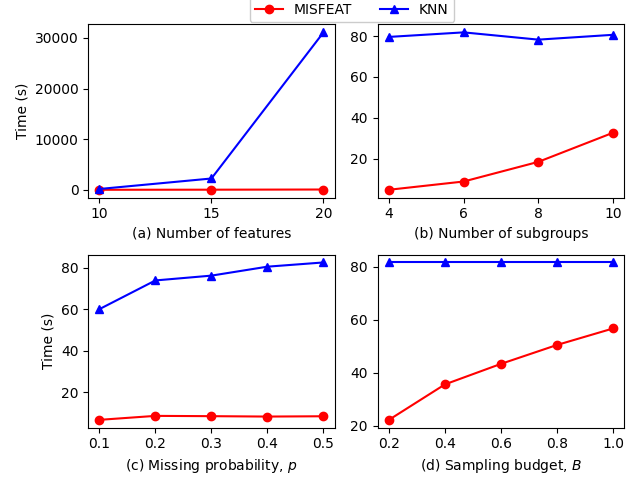 MISFEAT KNN
30000
20000
10000
0
Time (s)
10 15 20
(a) Number of features
80
60
40
20
4 6 8 10
(b) Number of subgroups
80
60
40
20
Time (s)
0.1 0.2 0.3 0.4 0.5
(c) Missing probability, p
80
60
40
20
0.2 0.4 0.6 0.8 1.0
(d) Sampling budget, B